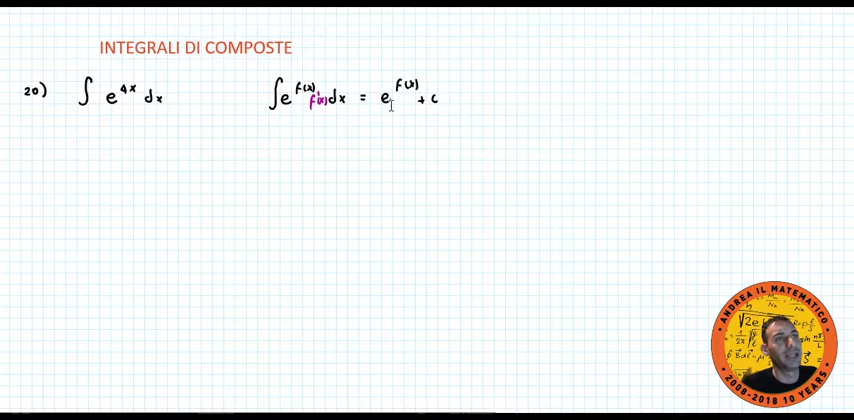 INTEGRALI DI COMPOSTE
20) ∫ e^{4x} dx ∫ e^{f(x)} f'(x) dx = e^{f(x)} + c
ANDREA IL MATEMATICO
• 2008-2018 10 YEARS •